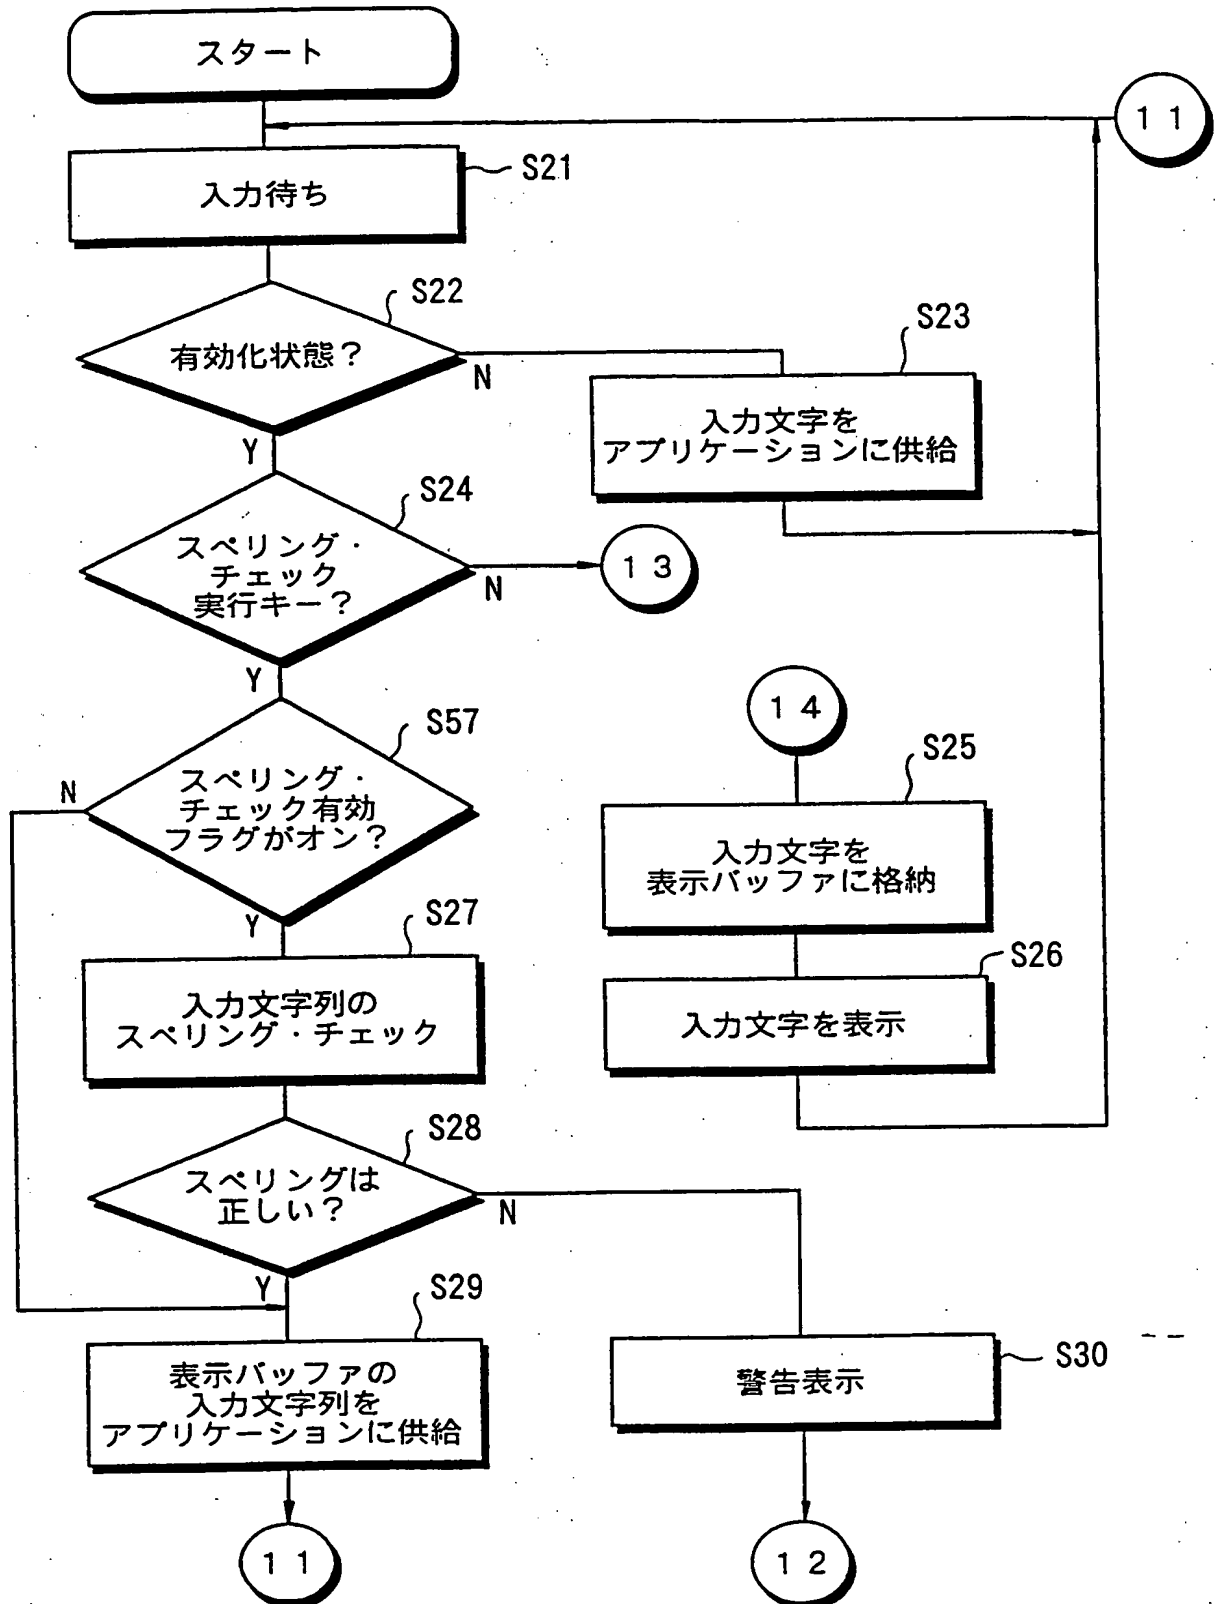 スタート
１１
入力待ち
S21
有効化状態？
S22
N
Y
S23
入力文字を
アプリケーションに供給
スペリング・
チェック
実行キー？
S24
N
１３
Y
スペリング・
チェック有効
フラグがオン？
S57
N
Y
１４
S25
入力文字を
表示バッファに格納
S26
入力文字を表示
S27
入力文字列の
スペリング・チェック
S28
スペリングは
正しい？
N
Y
S29
表示バッファの
入力文字列を
アプリケーションに供給
S30
警告表示
１１
１２